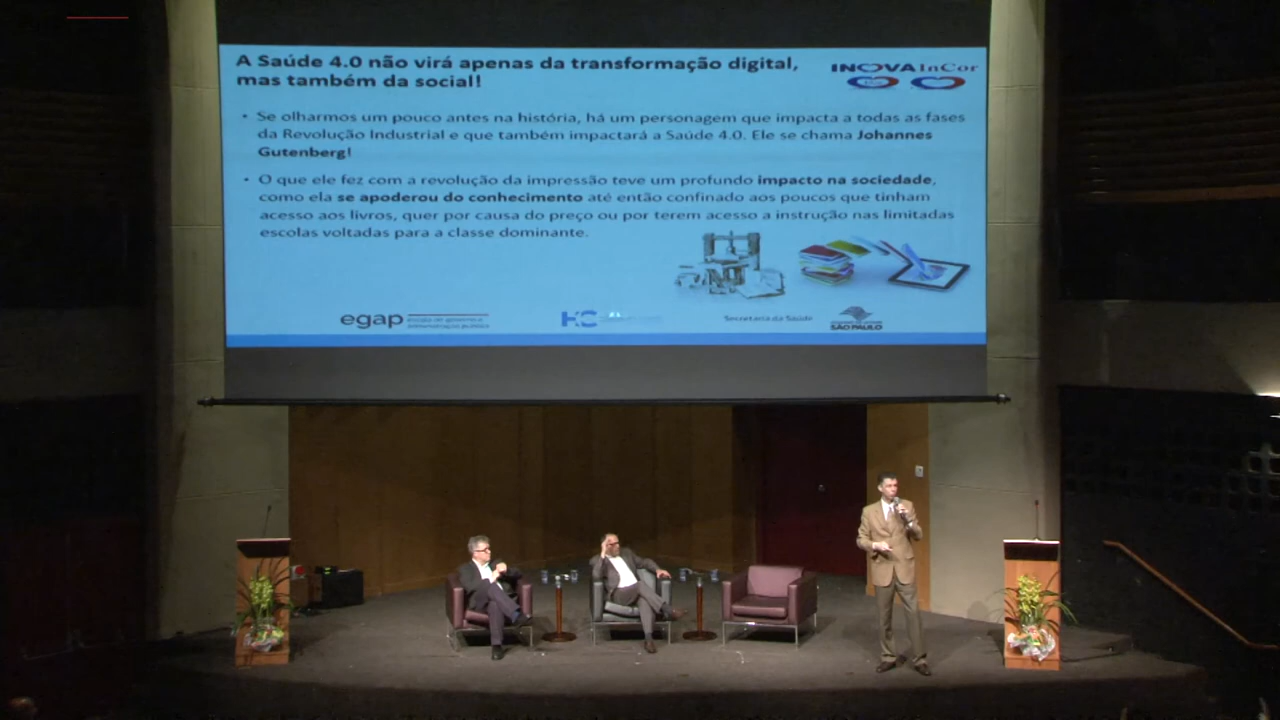 A Saúde 4.0 não virá apenas da transformação digital,
mas também da social!
INOVA InCor
• Se olharmos um pouco antes na história, há um personagem que impacta a todas as fases
da Revolução Industrial e que também impactará a Saúde 4.0. Ele se chama Johannes
Gutenberg!
• O que ele fez com a revolução da impressão teve um profundo impacto na sociedade,
como ela se apoderou do conhecimento até então confinado aos poucos que tinham
acesso aos livros, quer por causa do preço ou por terem acesso a instrução nas limitadas
escolas voltadas para a classe dominante.
egap
HC
Secretaria da Saúde
SÃO PAULO